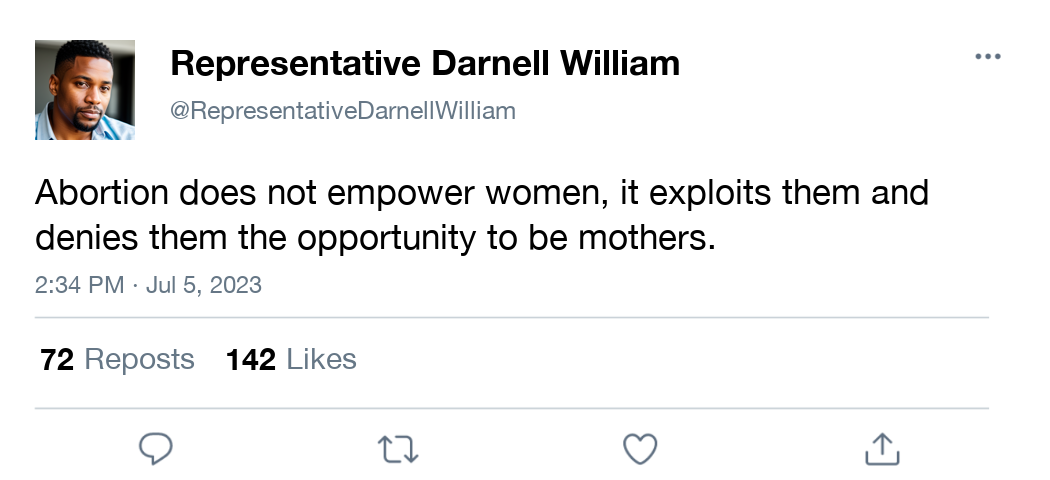 Representative Darnell William
@RepresentativeDarnellWilliam
Abortion does not empower women, it exploits them and
denies them the opportunity to be mothers.
2:34 PM · Jul 5, 2023
72 Reposts 142 Likes